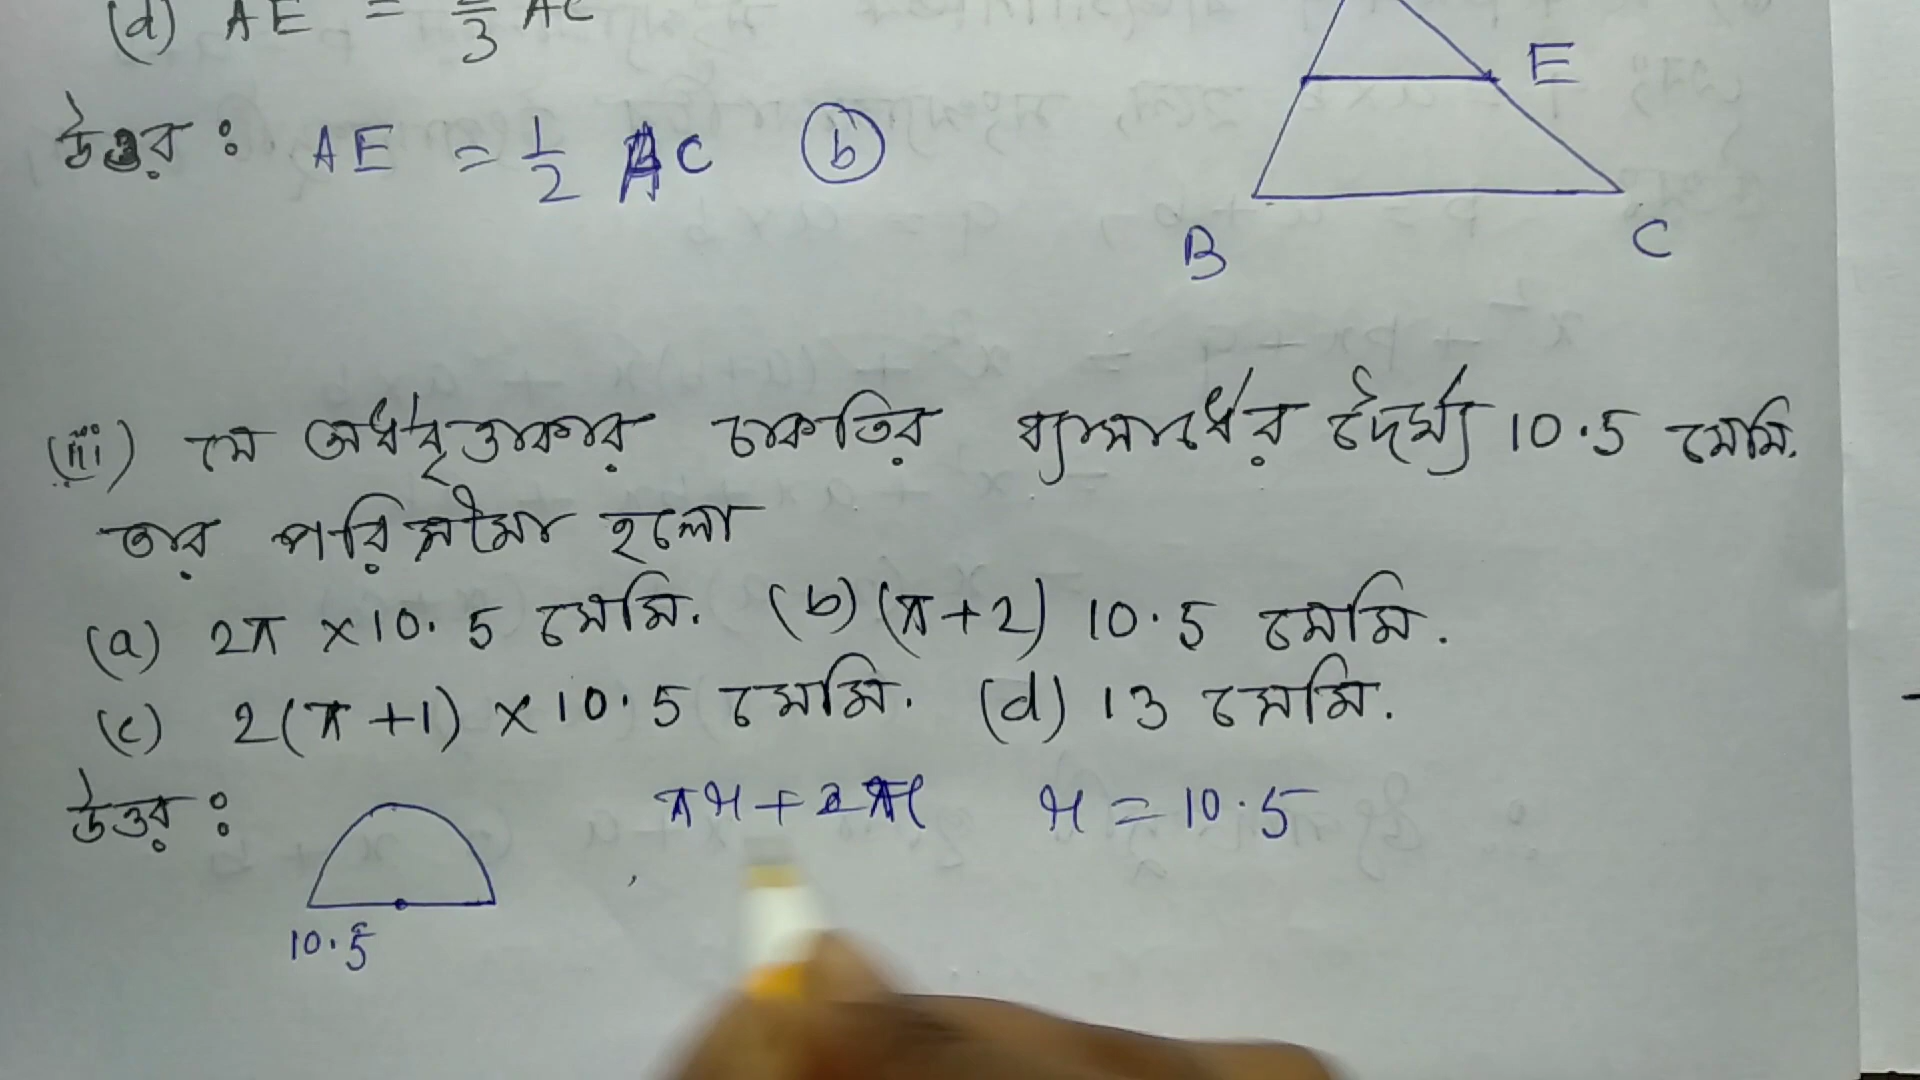 (d) AE = 2/3 AC
E
উত্তর : AE = 1/2 AC (b)
B
C
(iii) যে অর্ধবৃত্তাকার চাকতির ব্যাসার্ধের দৈর্ঘ্য 10.5 সেমি.
তার পরিসীমা হলো
(a) 2π ×10.5 সেমি. (b) (π+2) 10.5 সেমি.
(c) 2(π+1) ×10.5 সেমি. (d) 13 সেমি.
উত্তর : πr + 2r r = 10.5
10.5